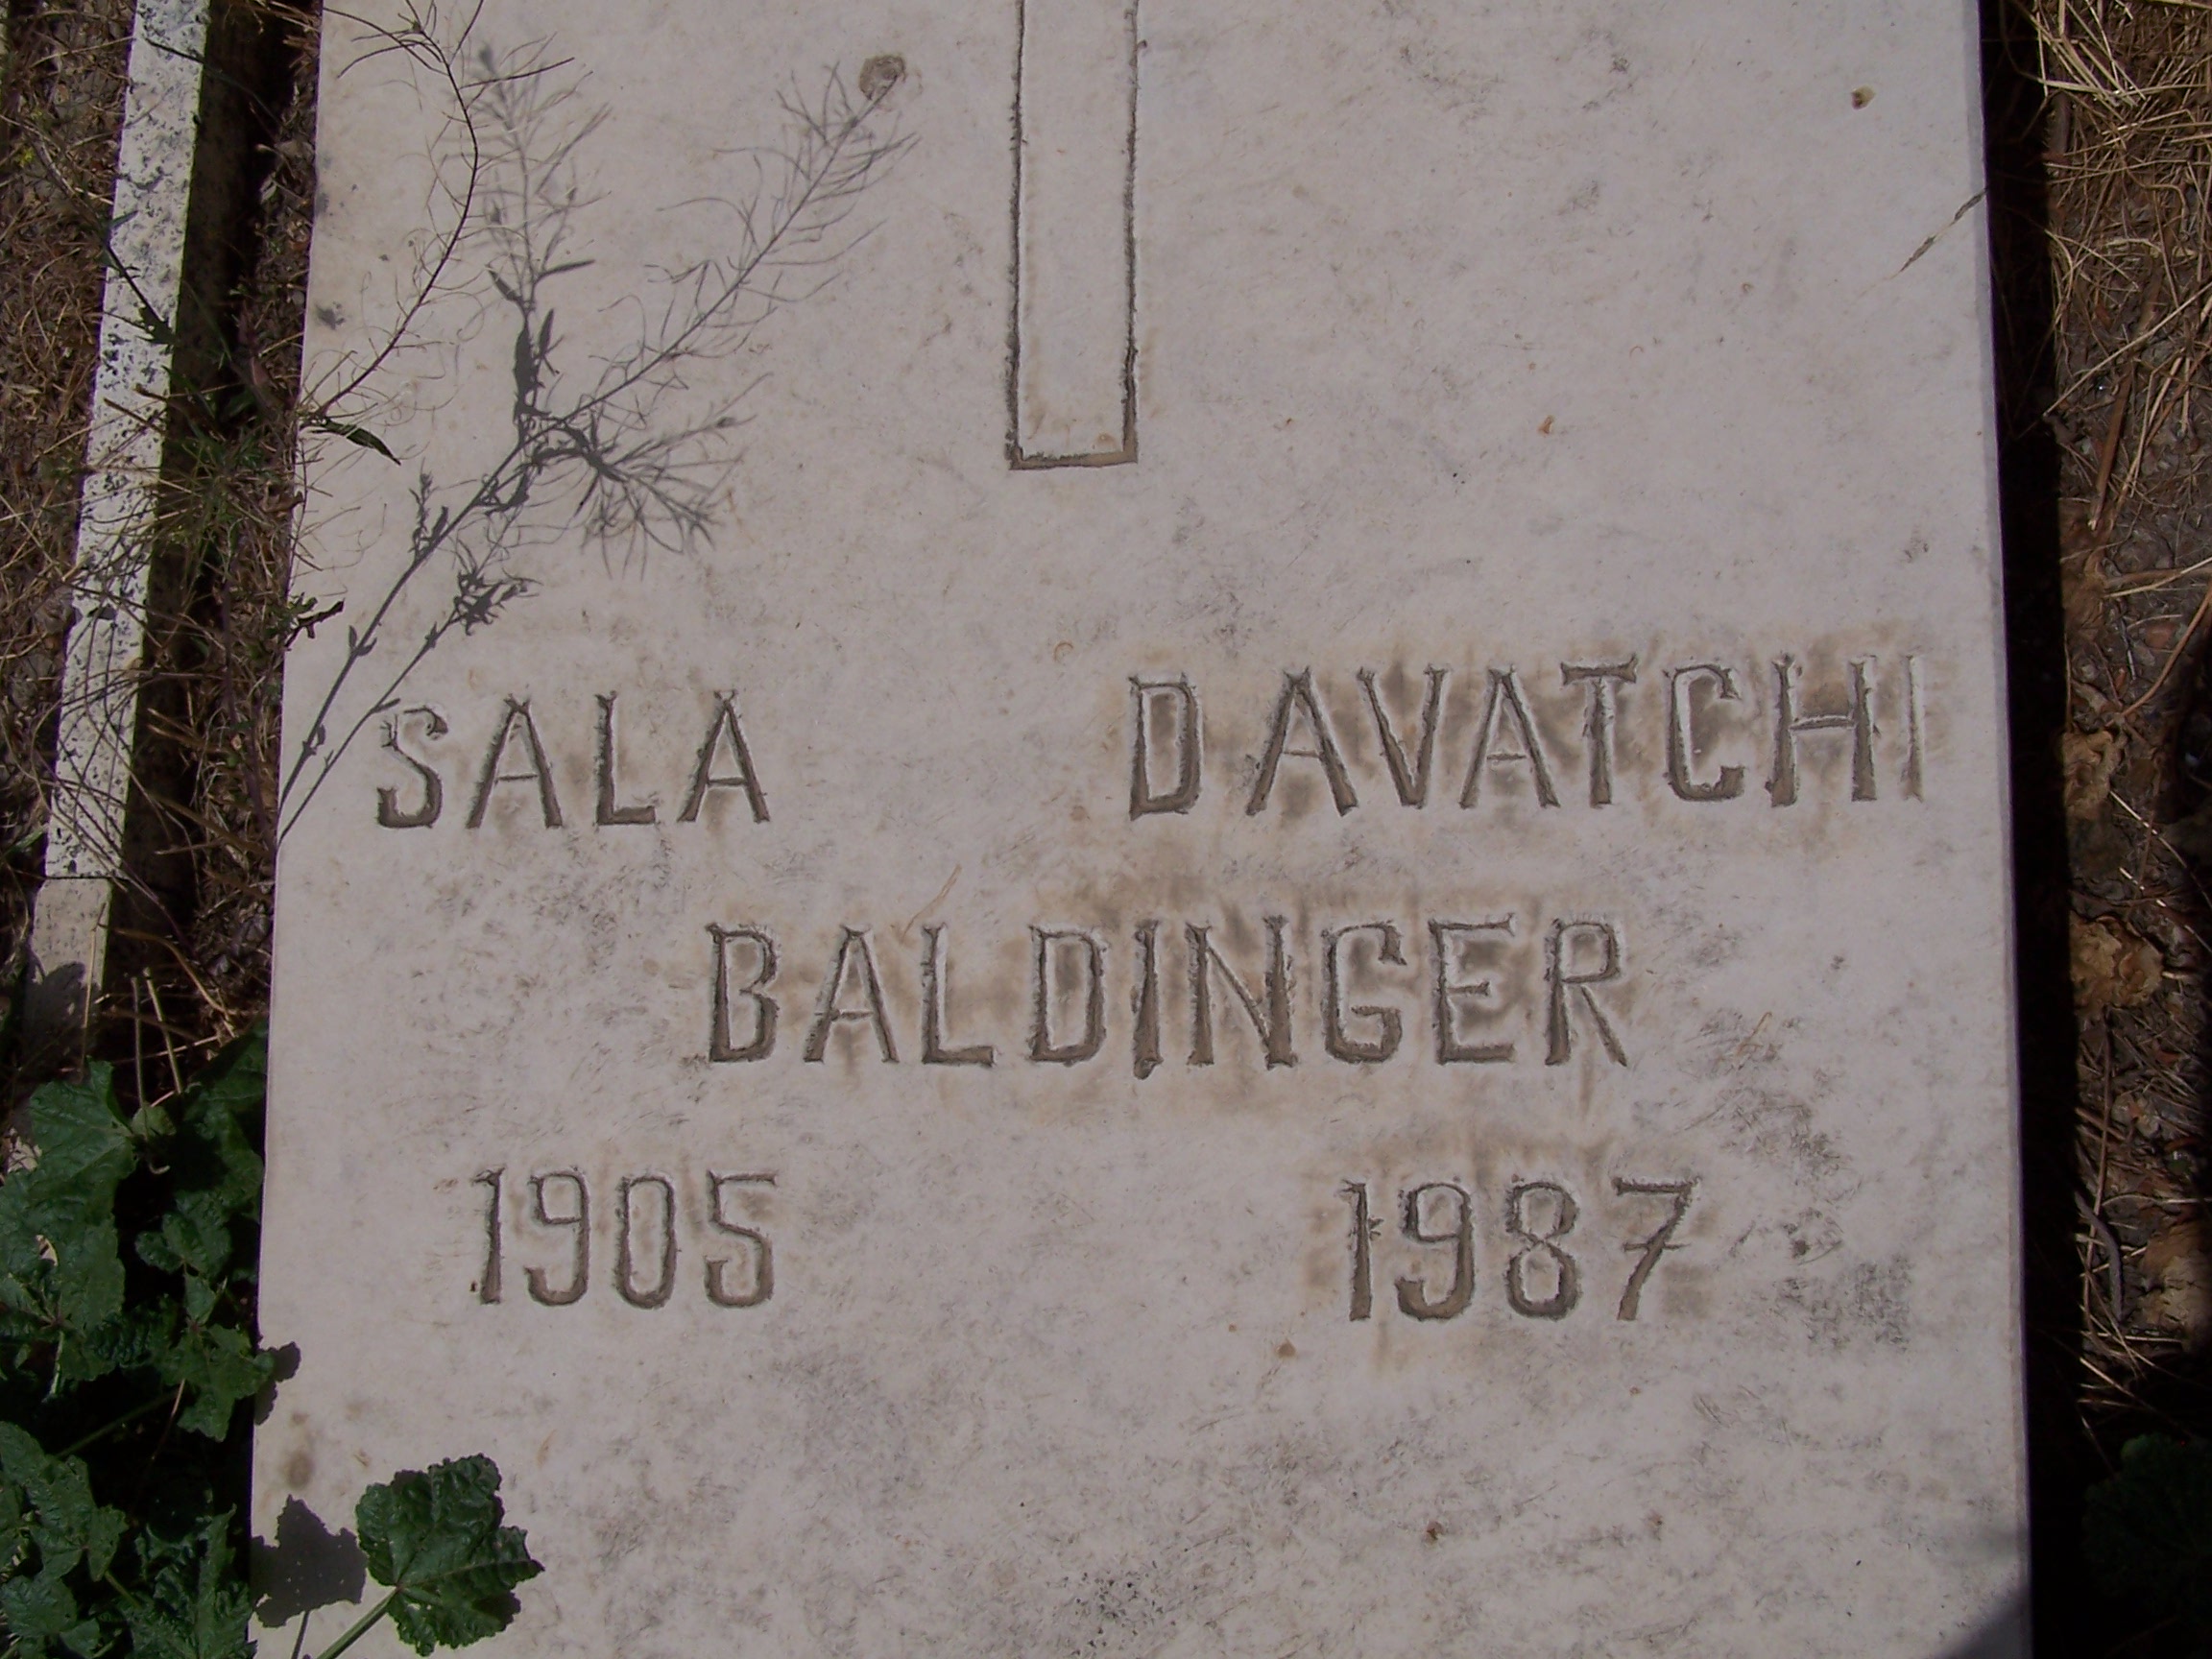 SALA DAVATCHI
BALDINGER
1905 1987